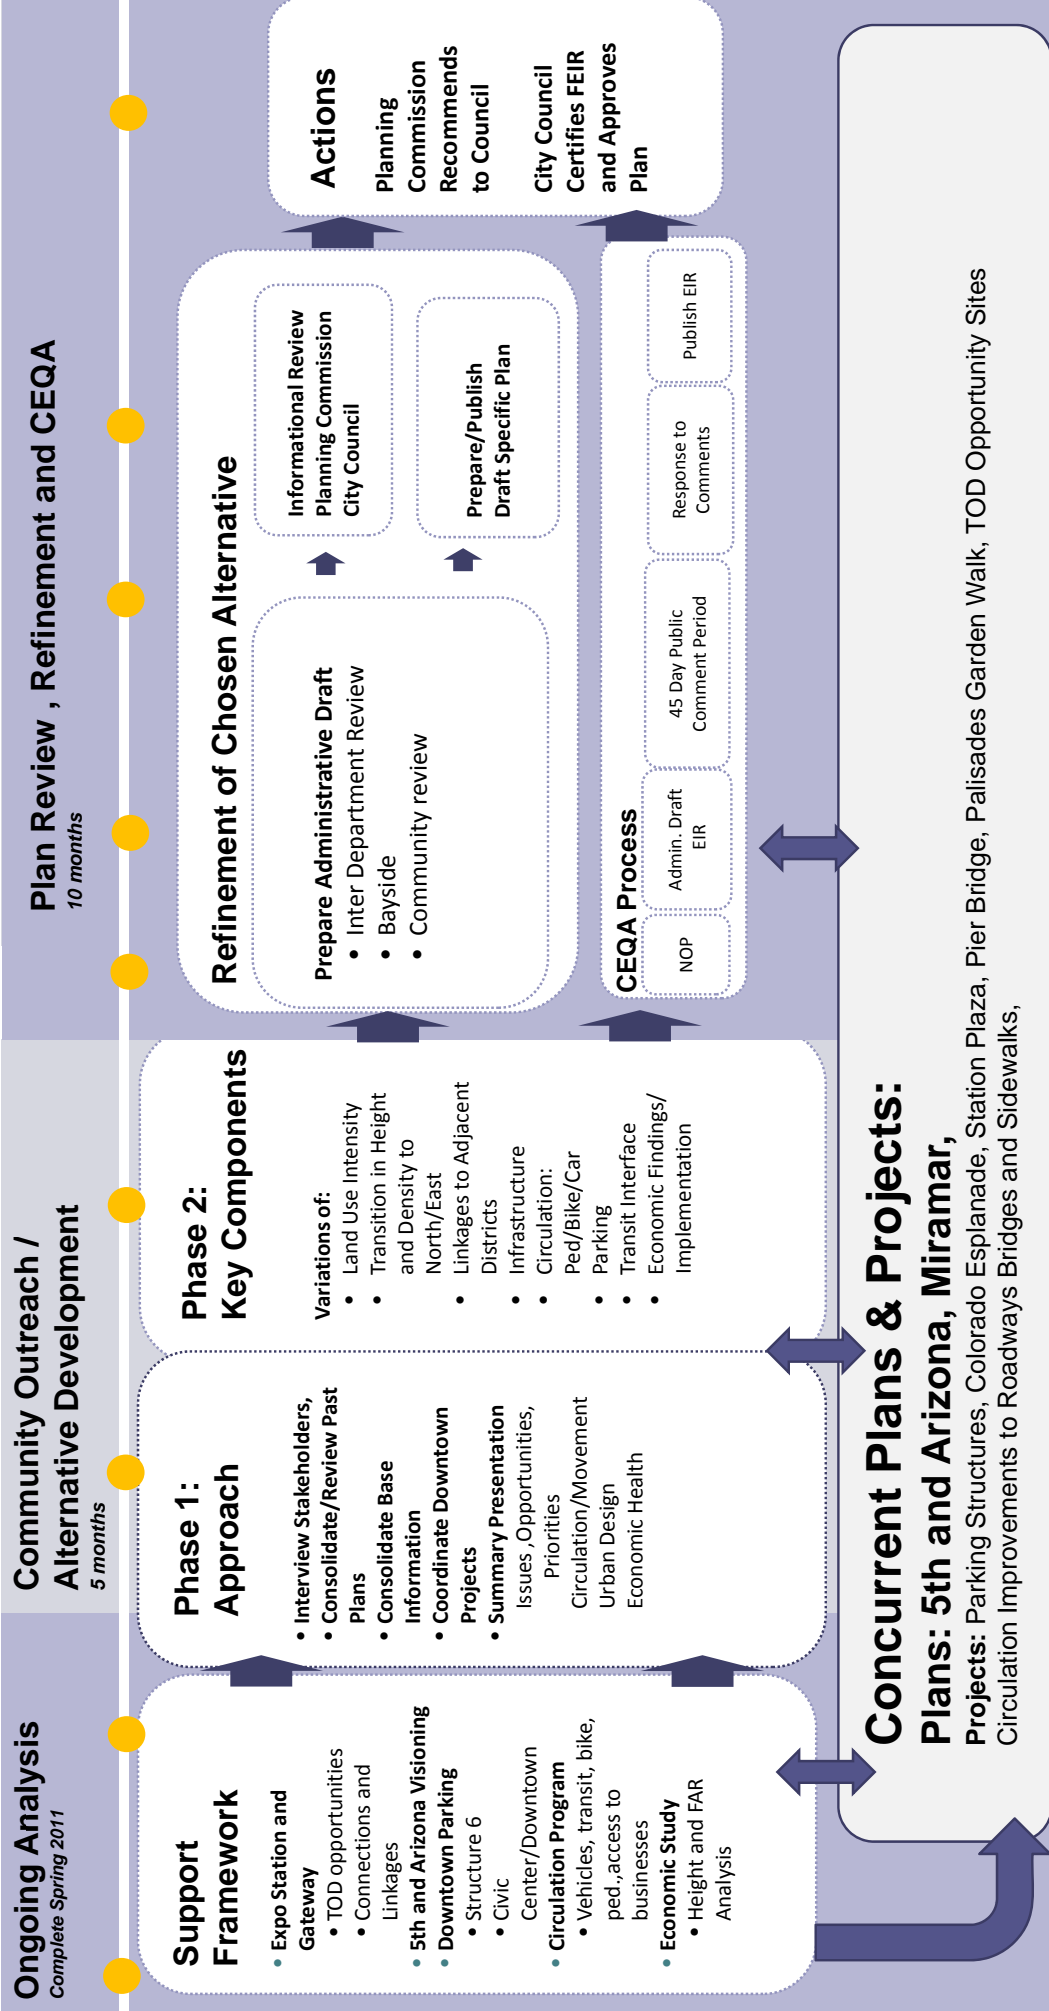 Ongoing Analysis
Complete Spring 2011
Community Outreach /
Alternative Development
5 months
Plan Review , Refinement and CEQA
10 months
Support
Framework
• Expo Station and
Gateway
• TOD opportunities
• Connections and
Linkages
• 5th and Arizona Visioning
• Downtown Parking
• Structure 6
• Civic
Center/Downtown
• Circulation Program
• Vehicles, transit, bike,
ped.,access to
businesses
• Economic Study
• Height and FAR
Analysis
Phase 1:
Approach
• Interview Stakeholders,
• Consolidate/Review Past
Plans
• Consolidate Base
Information
• Coordinate Downtown
Projects
• Summary Presentation
Issues ,Opportunities,
Priorities
Circulation/Movement
Urban Design
Economic Health
Phase 2:
Key Components
Variations of:
• Land Use Intensity
• Transition in Height
and Density to
North/East
• Linkages to Adjacent
Districts
• Infrastructure
• Circulation:
Ped/Bike/Car
• Parking
• Transit Interface
• Economic Findings/
Implementation
Refinement of Chosen Alternative
Prepare Administrative Draft
• Inter Department Review
• Bayside
• Community review
Informational Review
Planning Commission
City Council
Prepare/Publish
Draft Specific Plan
CEQA Process
NOP
Admin. Draft
EIR
45 Day Public
Comment Period
Response to
Comments
Publish EIR
Actions
Planning
Commission
Recommends
to Council
City Council
Certifies FEIR
and Approves
Plan
Concurrent Plans & Projects:
Plans: 5th and Arizona, Miramar,
Projects: Parking Structures, Colorado Esplanade, Station Plaza, Pier Bridge, Palisades Garden Walk, TOD Opportunity Sites
Circulation Improvements to Roadways Bridges and Sidewalks,